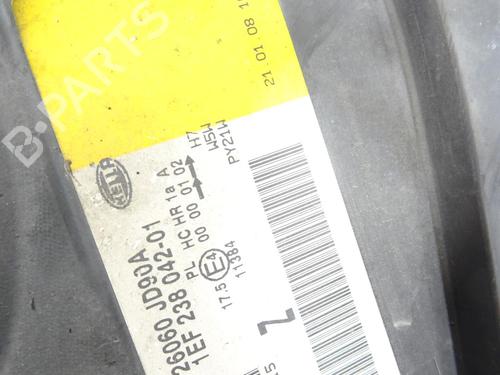 B-PARTS
21.01.08 1
HELLA
26060 JD90A
1EF 238 042-01
PL HC HR 1a A
00 00 01 02
17.5 E4
11384
H7
W5W
PY21W
Z